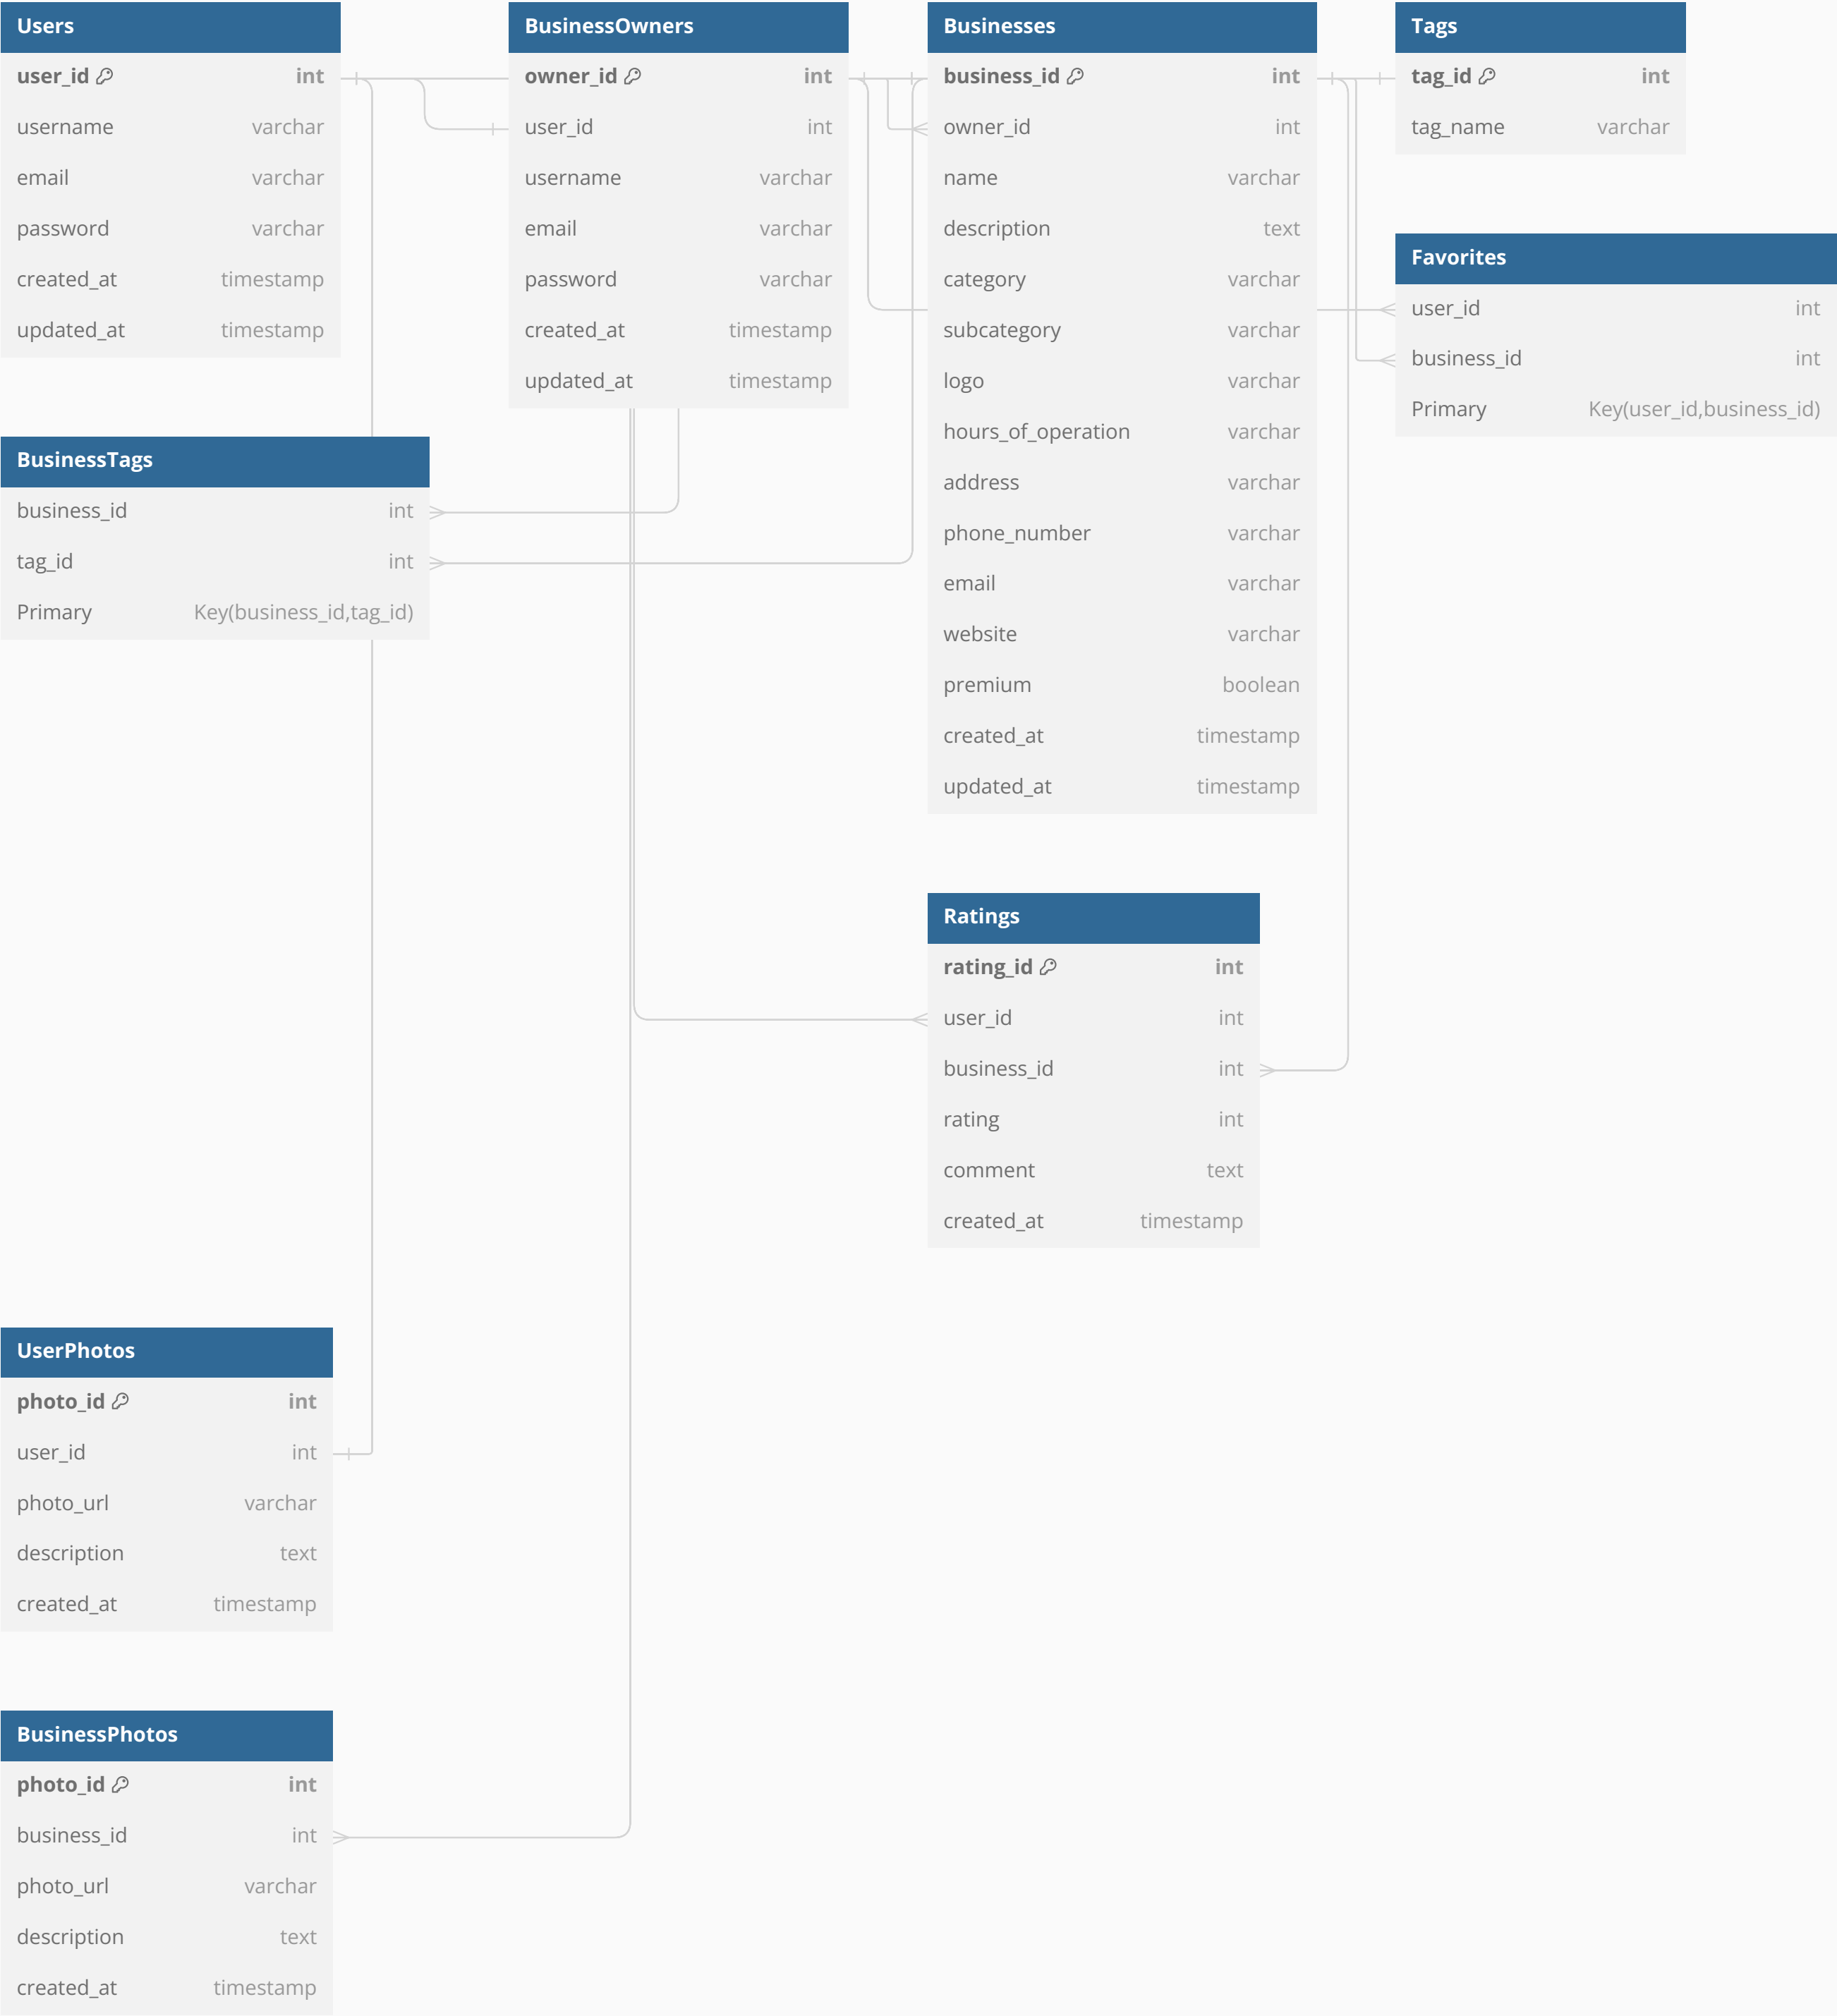 Users
user_id int
username varchar
email varchar
password varchar
created_at timestamp
updated_at timestamp
BusinessOwners
owner_id int
user_id int
username varchar
email varchar
password varchar
created_at timestamp
updated_at timestamp
Businesses
business_id int
owner_id int
name varchar
description text
category varchar
subcategory varchar
logo varchar
hours_of_operation varchar
address varchar
phone_number varchar
email varchar
website varchar
premium boolean
created_at timestamp
updated_at timestamp
Tags
tag_id int
tag_name varchar
Favorites
user_id int
business_id int
Primary Key(user_id,business_id)
BusinessTags
business_id int
tag_id int
Primary Key(business_id,tag_id)
Ratings
rating_id int
user_id int
business_id int
rating int
comment text
created_at timestamp
UserPhotos
photo_id int
user_id int
photo_url varchar
description text
created_at timestamp
BusinessPhotos
photo_id int
business_id int
photo_url varchar
description text
created_at timestamp